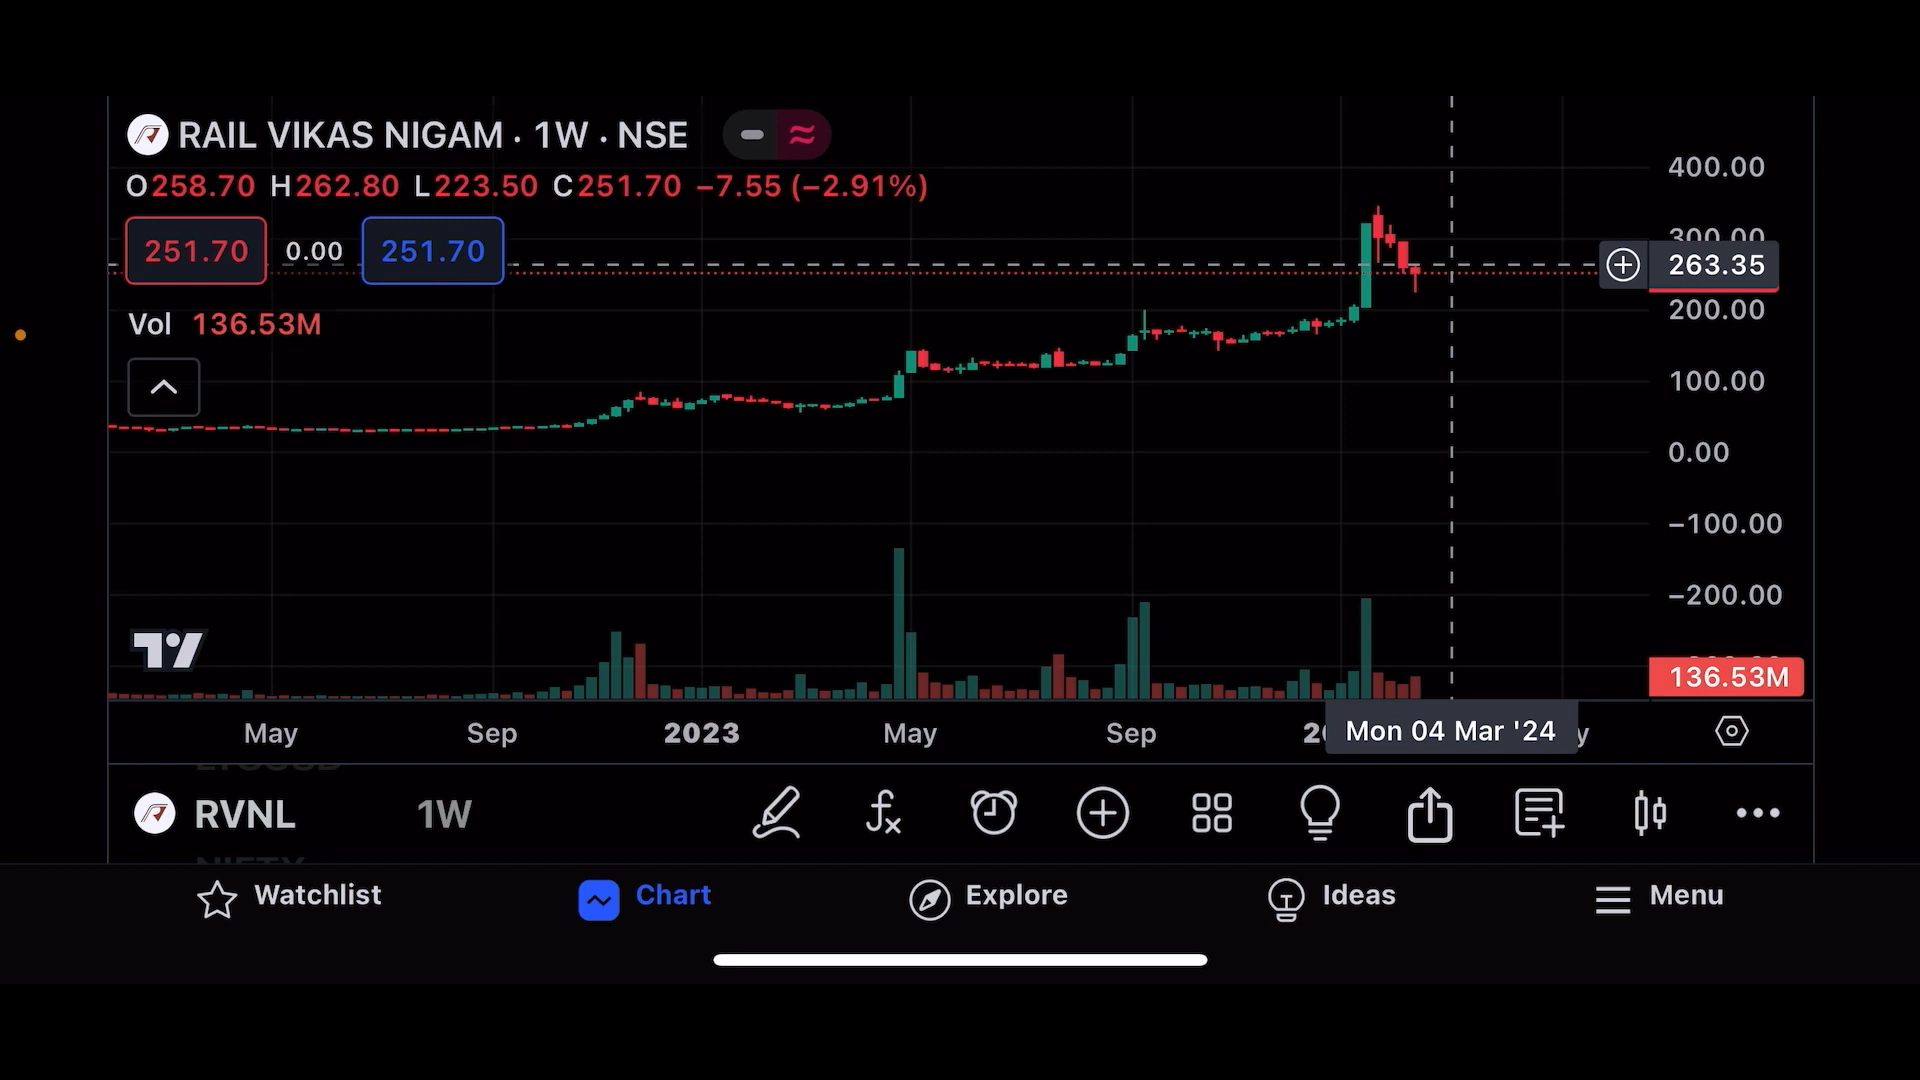 RAIL VIKAS NIGAM · 1W · NSE
O258.70 H262.80 L223.50 C251.70 −7.55 (−2.91%)
251.70 0.00 251.70
Vol 136.53M
400.00
300.00
263.35
200.00
100.00
0.00
−100.00
−200.00
136.53M
May Sep 2023 May Sep Mon 04 Mar '24
RVNL 1W
Watchlist Chart Explore Ideas Menu